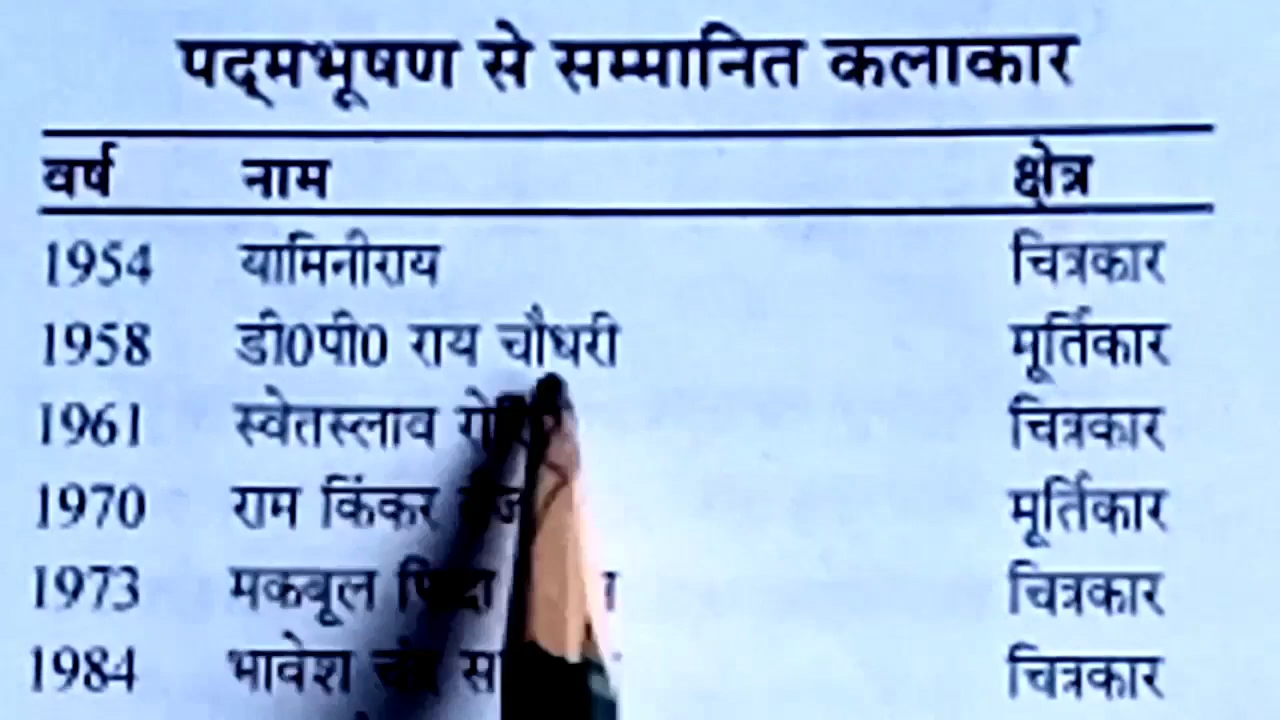 पद्मभूषण से सम्मानित कलाकार
वर्ष नाम क्षेत्र
1954 यामिनीराय चित्रकार
1958 डी0पी0 राय चौधरी मूर्तिकार
1961 स्वेतस्लाव चित्रकार
1970 राम किंकर मूर्तिकार
1973 मकबूल फिदा चित्रकार
1984 भावेश चित्रकार